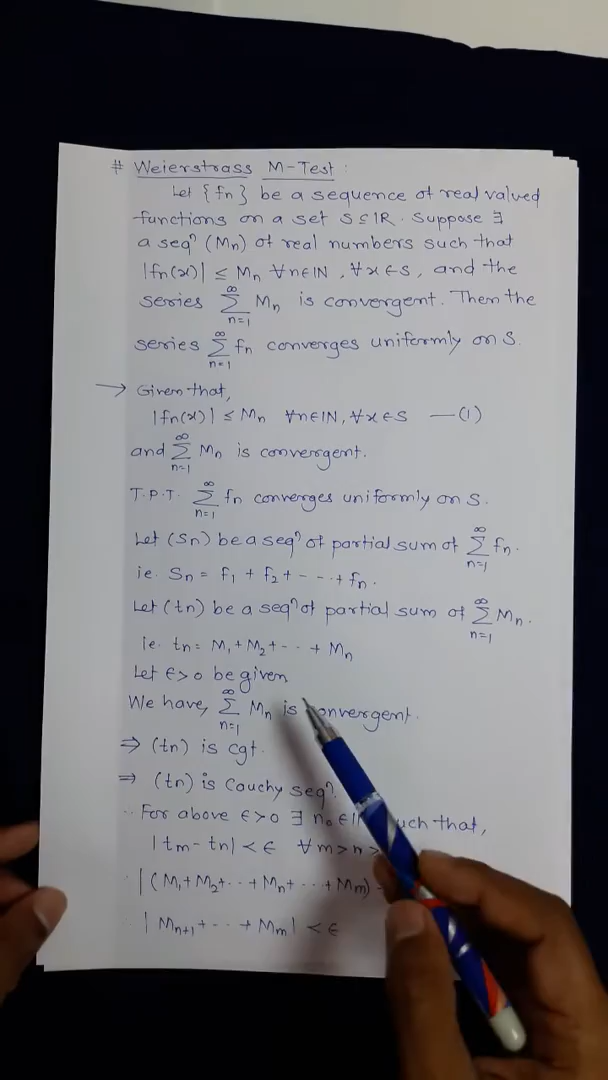 # Weierstrass M-Test :
Let {fn} be a sequence of real valued
functions on a set S⊆IR. Suppose ∃
a seqⁿ (Mn) of real numbers such that
|fn(x)| ≤ Mn ∀n∈IN, ∀x∈S, and the
series ∞∑n=1 Mn is convergent. Then the
series ∞∑n=1 fn converges uniformly on S.
→ Given that,
|fn(x)| ≤ Mn ∀n∈IN, ∀x∈S —(1)
and ∞∑n=1 Mn is convergent.
T.P.T. ∞∑n=1 fn converges uniformly on S.
Let (Sn) be a seqⁿ of partial sum of ∞∑n=1 fn.
ie. Sn = f1 + f2 + - - - + fn.
Let (tn) be a seqⁿ of partial sum of ∞∑n=1 Mn.
ie. tn = M1 + M2 + - - + Mn
Let ϵ>0 be given
We have, ∞∑n=1 Mn is convergent.
⇒ (tn) is cgt.
⇒ (tn) is Couchy seqⁿ.
∴ For above ϵ>0 ∃ n0∈IN such that,
|tm - tn| < ϵ ∀m>n>
∴ |(M1+M2+--+Mn+--+Mm) -
∴ |Mn+1 + - - + Mm| < ϵ